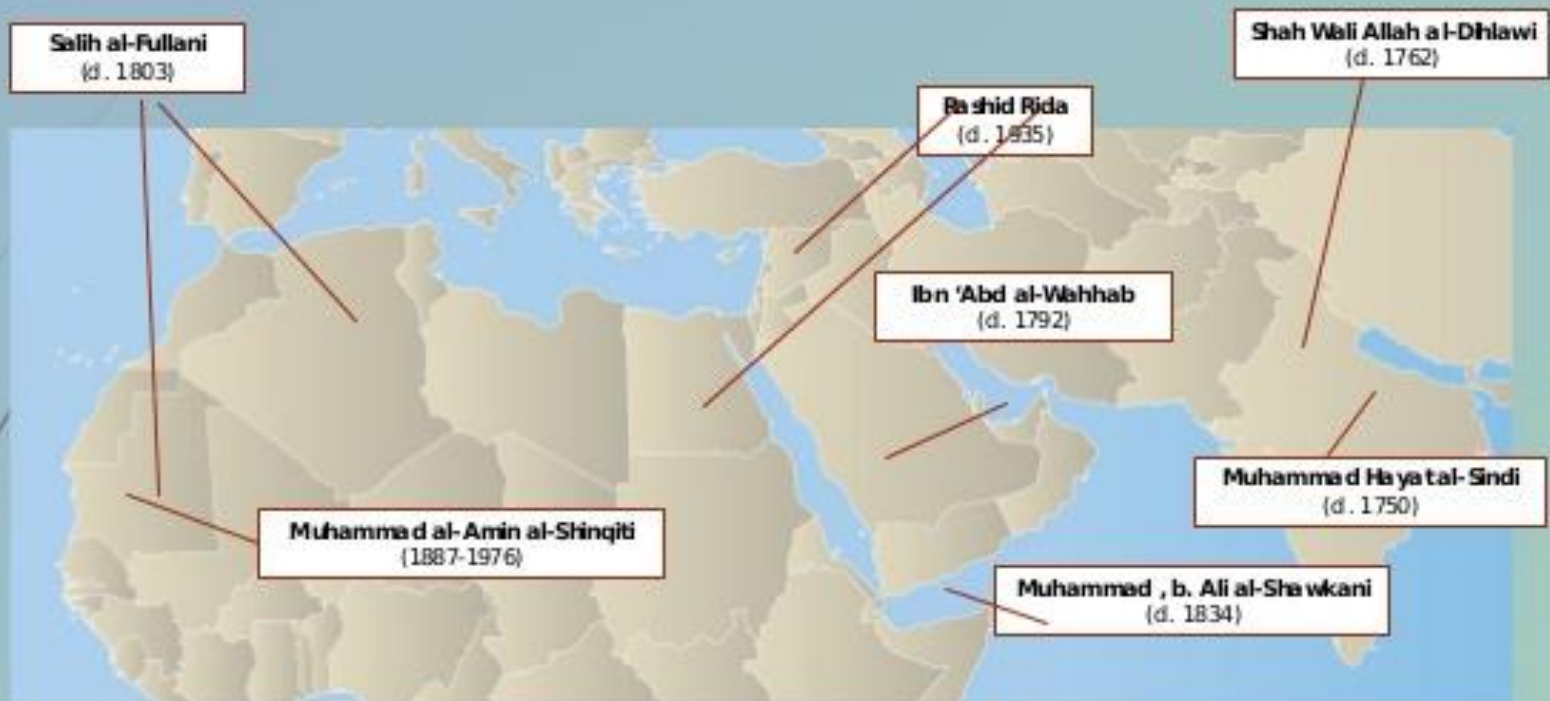 Salih al-Fullani
(d. 1803)
Shah Wali Allah al-Dihlawi
(d. 1762)
Rashid Rida
(d. 1935)
Ibn ‘Abd al-Wahhab
(d. 1792)
Muhammad Hayat al-Sindi
(d. 1750)
Muhammad al-Amin al-Shinqiti
(1887-1976)
Muhammad , b. Ali al-Shawkani
(d. 1834)